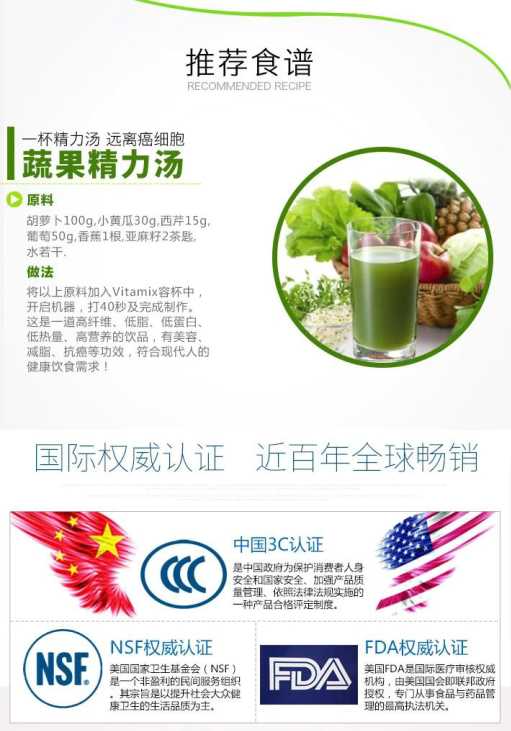 推荐食谱
RECOMMENDED RECIPE
一杯精力汤 远离癌细胞
蔬果精力汤
原料
胡萝卜100g,小黄瓜30g,西芹15g,
葡萄50g,香蕉1根,亚麻籽2茶匙,
水若干.
做法
将以上原料加入Vitamix容杯中，
开启机器，打40秒及完成制作。
这是一道高纤维、低脂、低蛋白、
低热量、高营养的饮品，有美容、
减脂、抗癌等功效，符合现代人的
健康饮食需求！
国际权威认证 近百年全球畅销
中国3C认证
是中国政府为保护消费者人身
安全和国家安全、加强产品质
量管理、依照法律法规实施的
一种产品合格评定制度。
CCC
NSF权威认证
美国国家卫生基金会（NSF）
是一个非盈利的民间服务组织
。其宗旨是以提升社会大众健
康卫生的生活品质为主。
NSF
FDA权威认证
美国FDA是国际医疗审核权威
机构，由美国国会即联邦政府
授权，专门从事食品与药品管
理的最高执法机关。
FDA